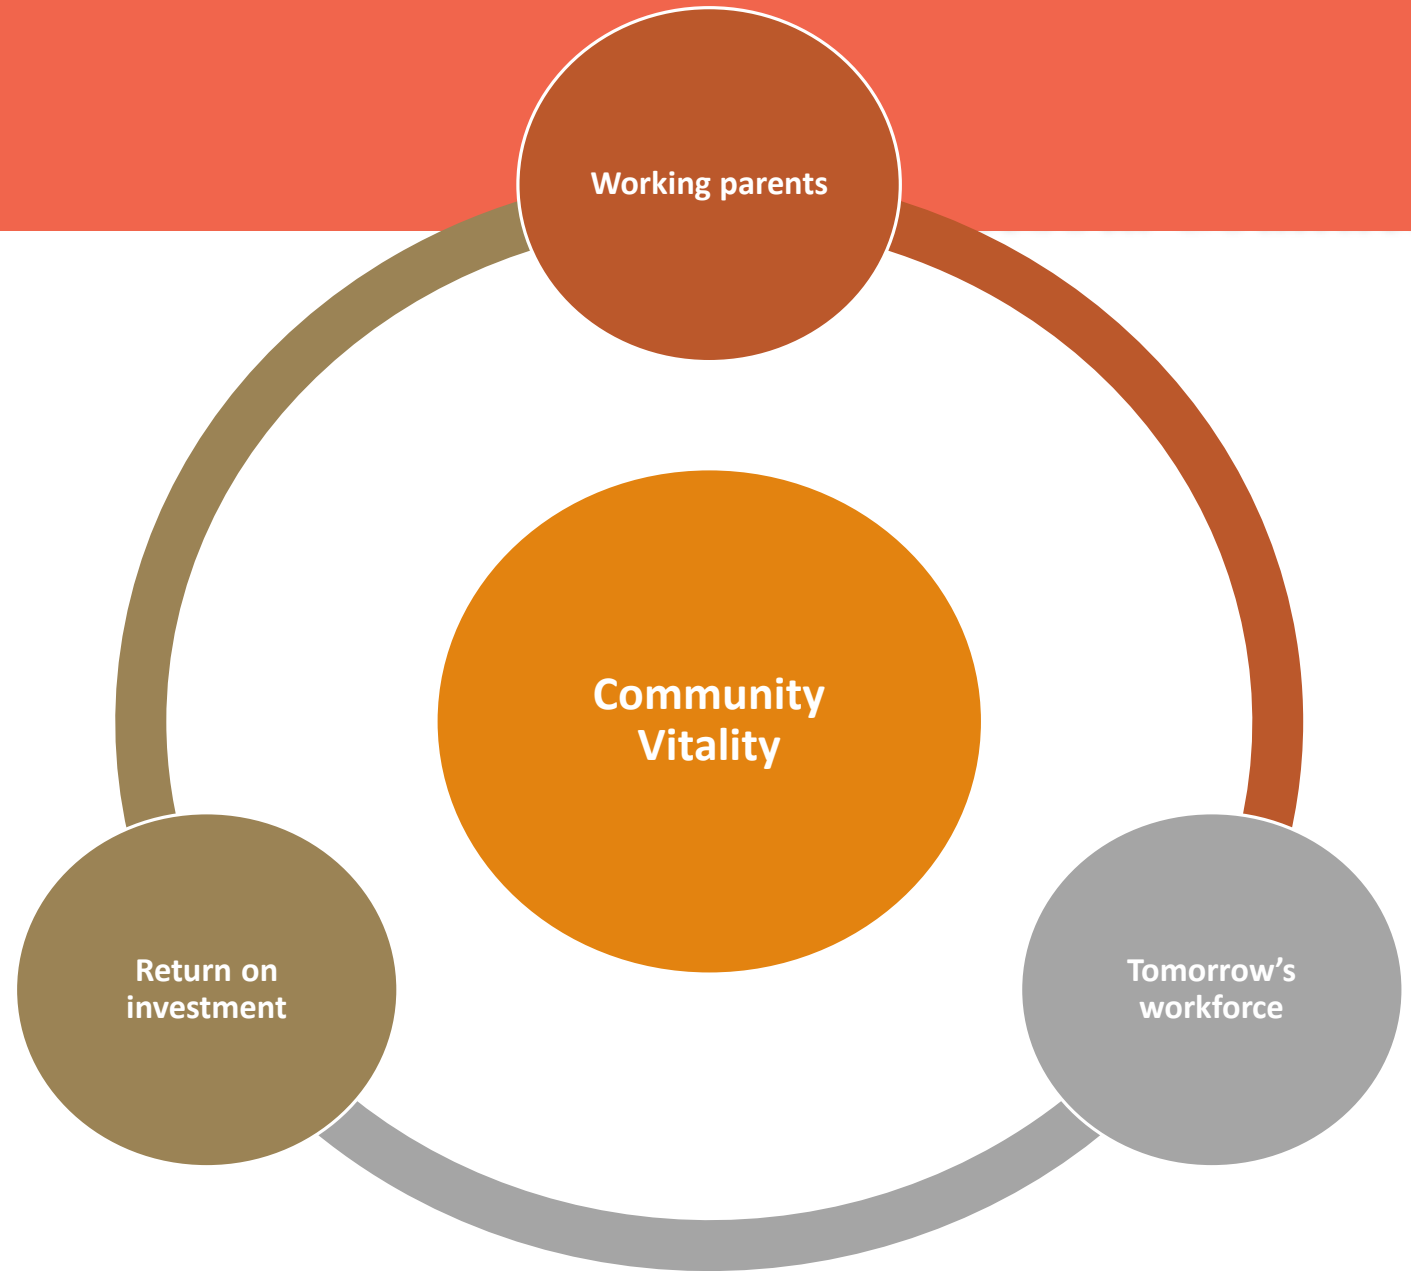 Working parents
Community
Vitality
Return on
investment
Tomorrow’s
workforce